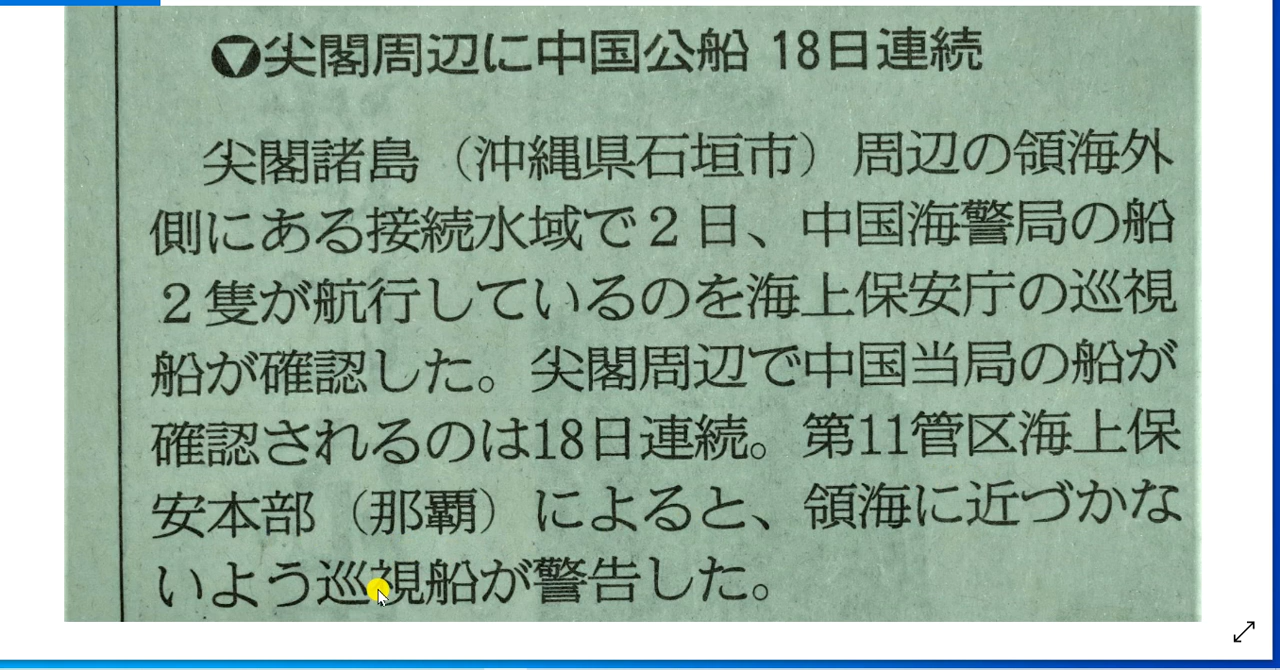 ▼尖閣周辺に中国公船 18日連続
尖閣諸島（沖縄県石垣市）周辺の領海外
側にある接続水域で２日、中国海警局の船
２隻が航行しているのを海上保安庁の巡視
船が確認した。尖閣周辺で中国当局の船が
確認されるのは18日連続。第11管区海上保
安本部（那覇）によると、領海に近づかな
いよう巡視船が警告した。